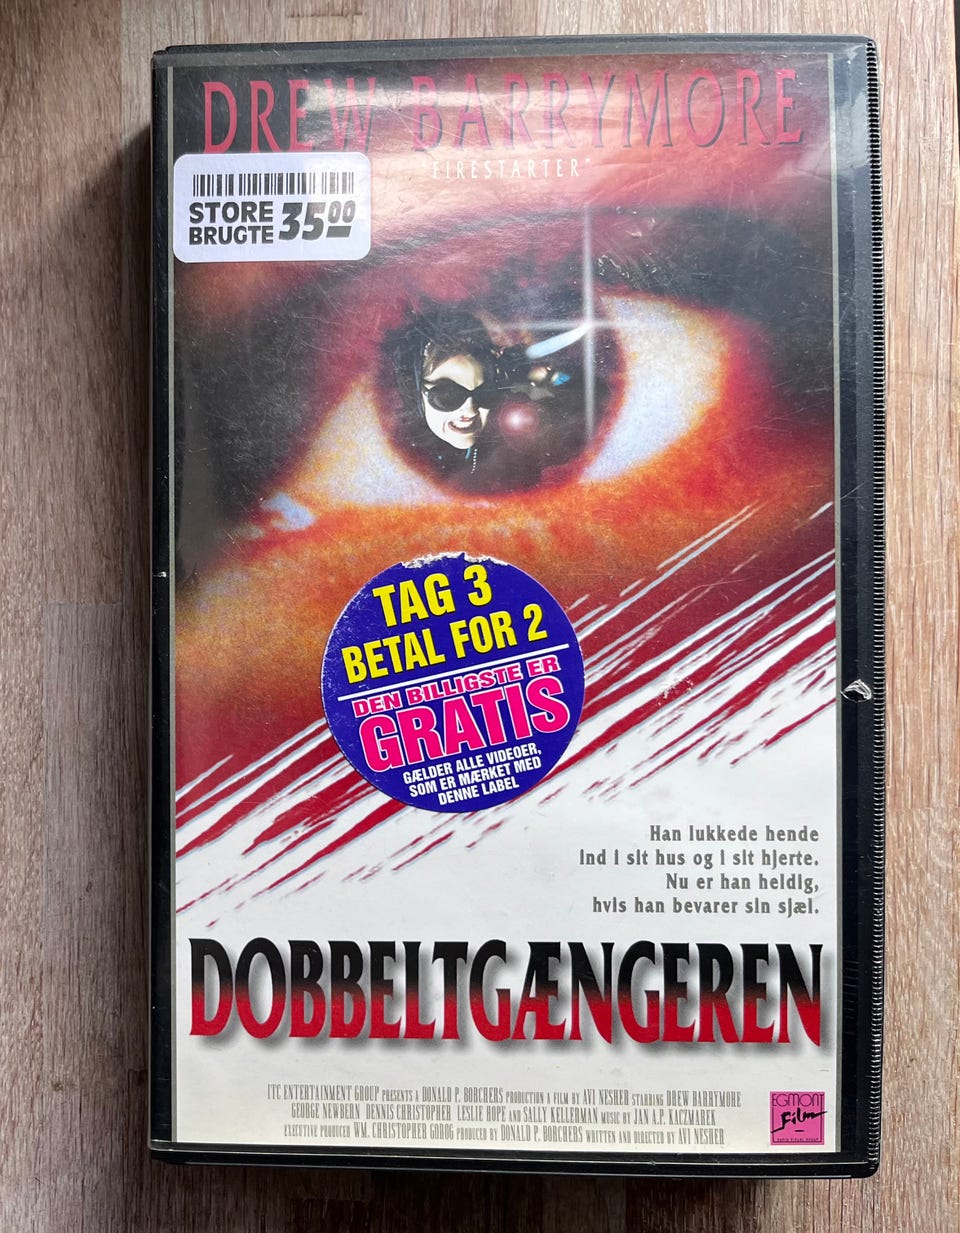 DREW BARRYMORE
"FIRESTARTER"
STORE
BRUGTE 3500
TAG 3
BETAL FOR 2
DEN BILLIGSTE ER
GRATIS
GÆLDER ALLE VIDEOER,
SOM ER MÆRKET MED
DENNE LABEL
Han lukkede hende
ind i sit hus og i sit hjerte.
Nu er han heldig,
hvis han bevarer sin sjæl.
DOBBELTGÆNGEREN
ITC ENTERTAINMENT GROUP PRESENTS A DONALD P. BORCHERS PRODUCTION A FILM BY AVI NESHER STARRING DREW BARRYMORE
GEORGE NEWBERN DENNIS CHRISTOPHER LESLIE HOPE AND SALLY KELLERMAN MUSIC BY JAN A.P. KACZMAREK
EXECUTIVE PRODUCER WM. CHRISTOPHER GOROG PRODUCED BY DONALD P. BORCHERS WRITTEN AND DIRECTED BY AVI NESHER
EGMONT
Film
AUDIO VISUAL GROUP